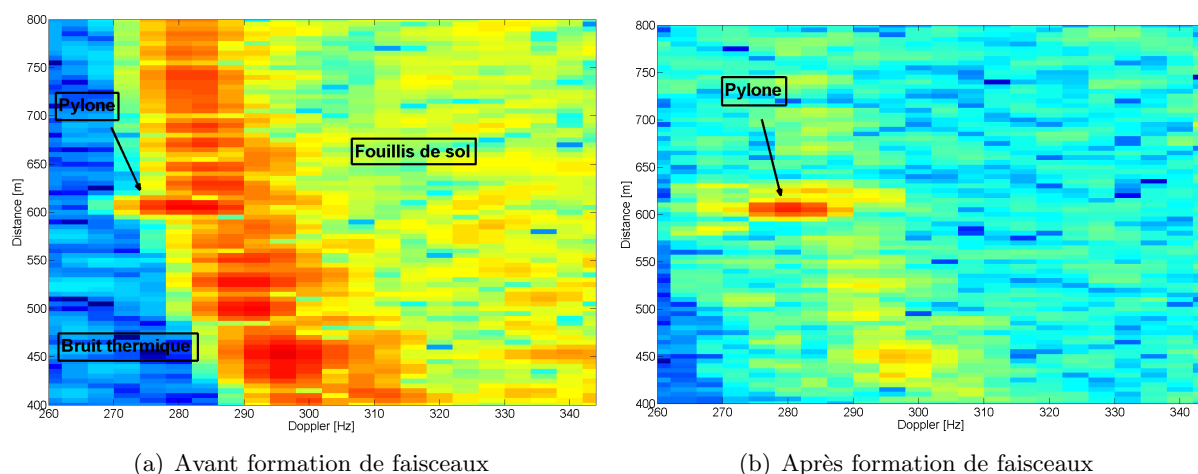 800
750
700
650
600
550
500
450
400
Distance [m]
Pylone
Fouillis de sol
Bruit thermique
260 270 280 290 300 310 320 330 340
Doppler [Hz]
(a) Avant formation de faisceaux
800
750
700
650
600
550
500
450
400
Distance [m]
Pylone
260 270 280 290 300 310 320 330 340
Doppler [Hz]
(b) Après formation de faisceaux